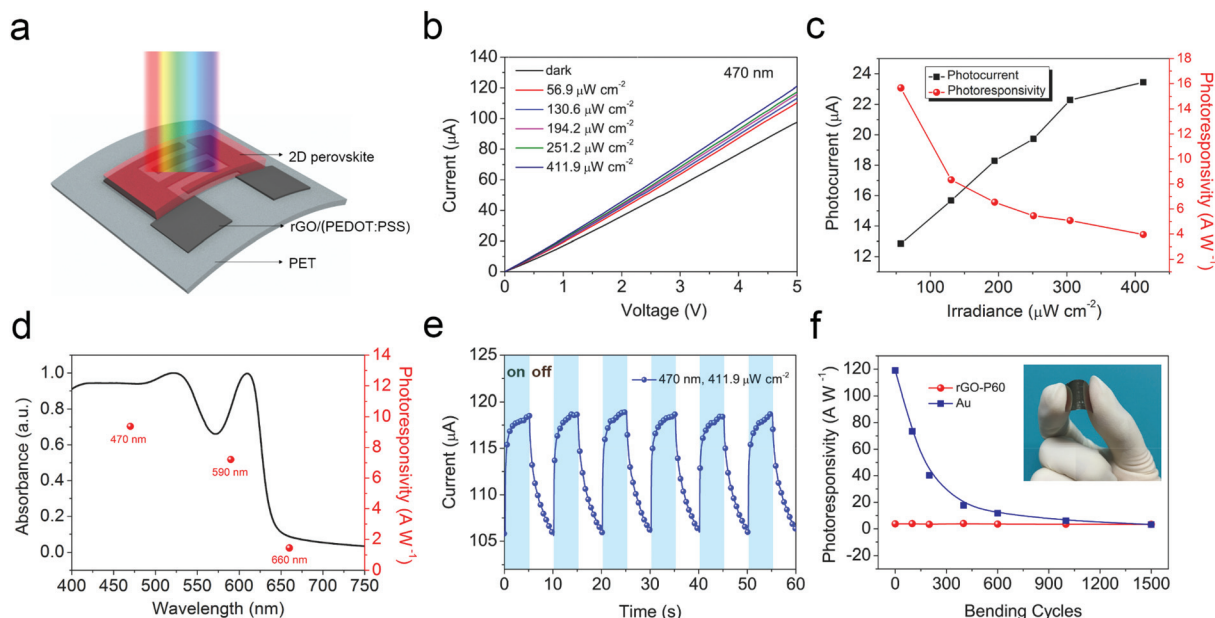 a
2D perovskite
rGO/(PEDOT:PSS)
PET
b
140
120
100
80
60
40
20
0
0
1
2
3
4
5
Current (μA)
Voltage (V)
470 nm
dark
56.9 μW cm⁻²
130.6 μW cm⁻²
194.2 μW cm⁻²
251.2 μW cm⁻²
411.9 μW cm⁻²
c
24
22
20
18
16
14
12
18
16
14
12
10
8
6
4
2
100
200
300
400
Photocurrent (μA)
Photoresponsivity (A W⁻¹)
Irradiance (μW cm⁻²)
Photocurrent
Photoresponsivity
d
1.0
0.8
0.6
0.4
0.2
0.0
14
12
10
8
6
4
2
0
400
450
500
550
600
650
700
750
Absorbance (a.u.)
Photoresponsivity (A W⁻¹)
Wavelength (nm)
470 nm
590 nm
660 nm
e
125
120
115
110
105
0
10
20
30
40
50
60
Current (μA)
Time (s)
on off
470 nm, 411.9 μW cm⁻²
f
120
100
80
60
40
20
0
-20
0
300
600
900
1200
1500
Photoresponsivity (A W⁻¹)
Bending Cycles
rGO-P60
Au